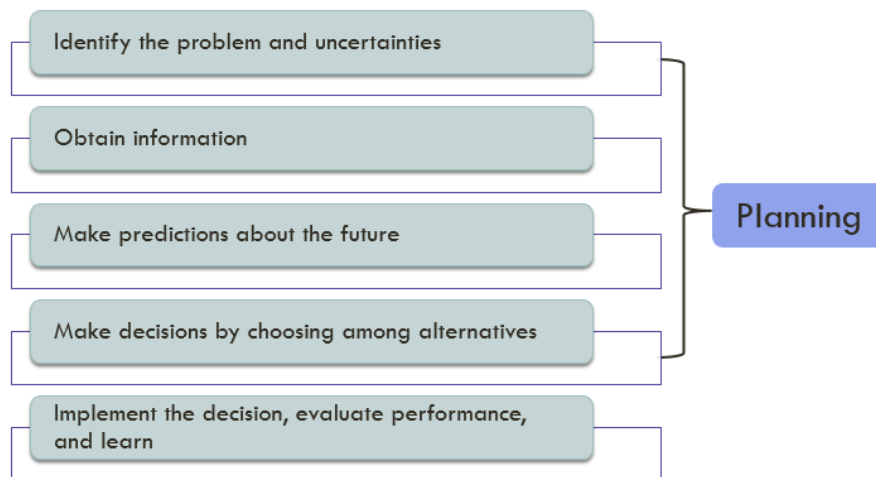 Identify the problem and uncertainties
Obtain information
Make predictions about the future
Planning
Make decisions by choosing among alternatives
Implement the decision, evaluate performance,
and learn